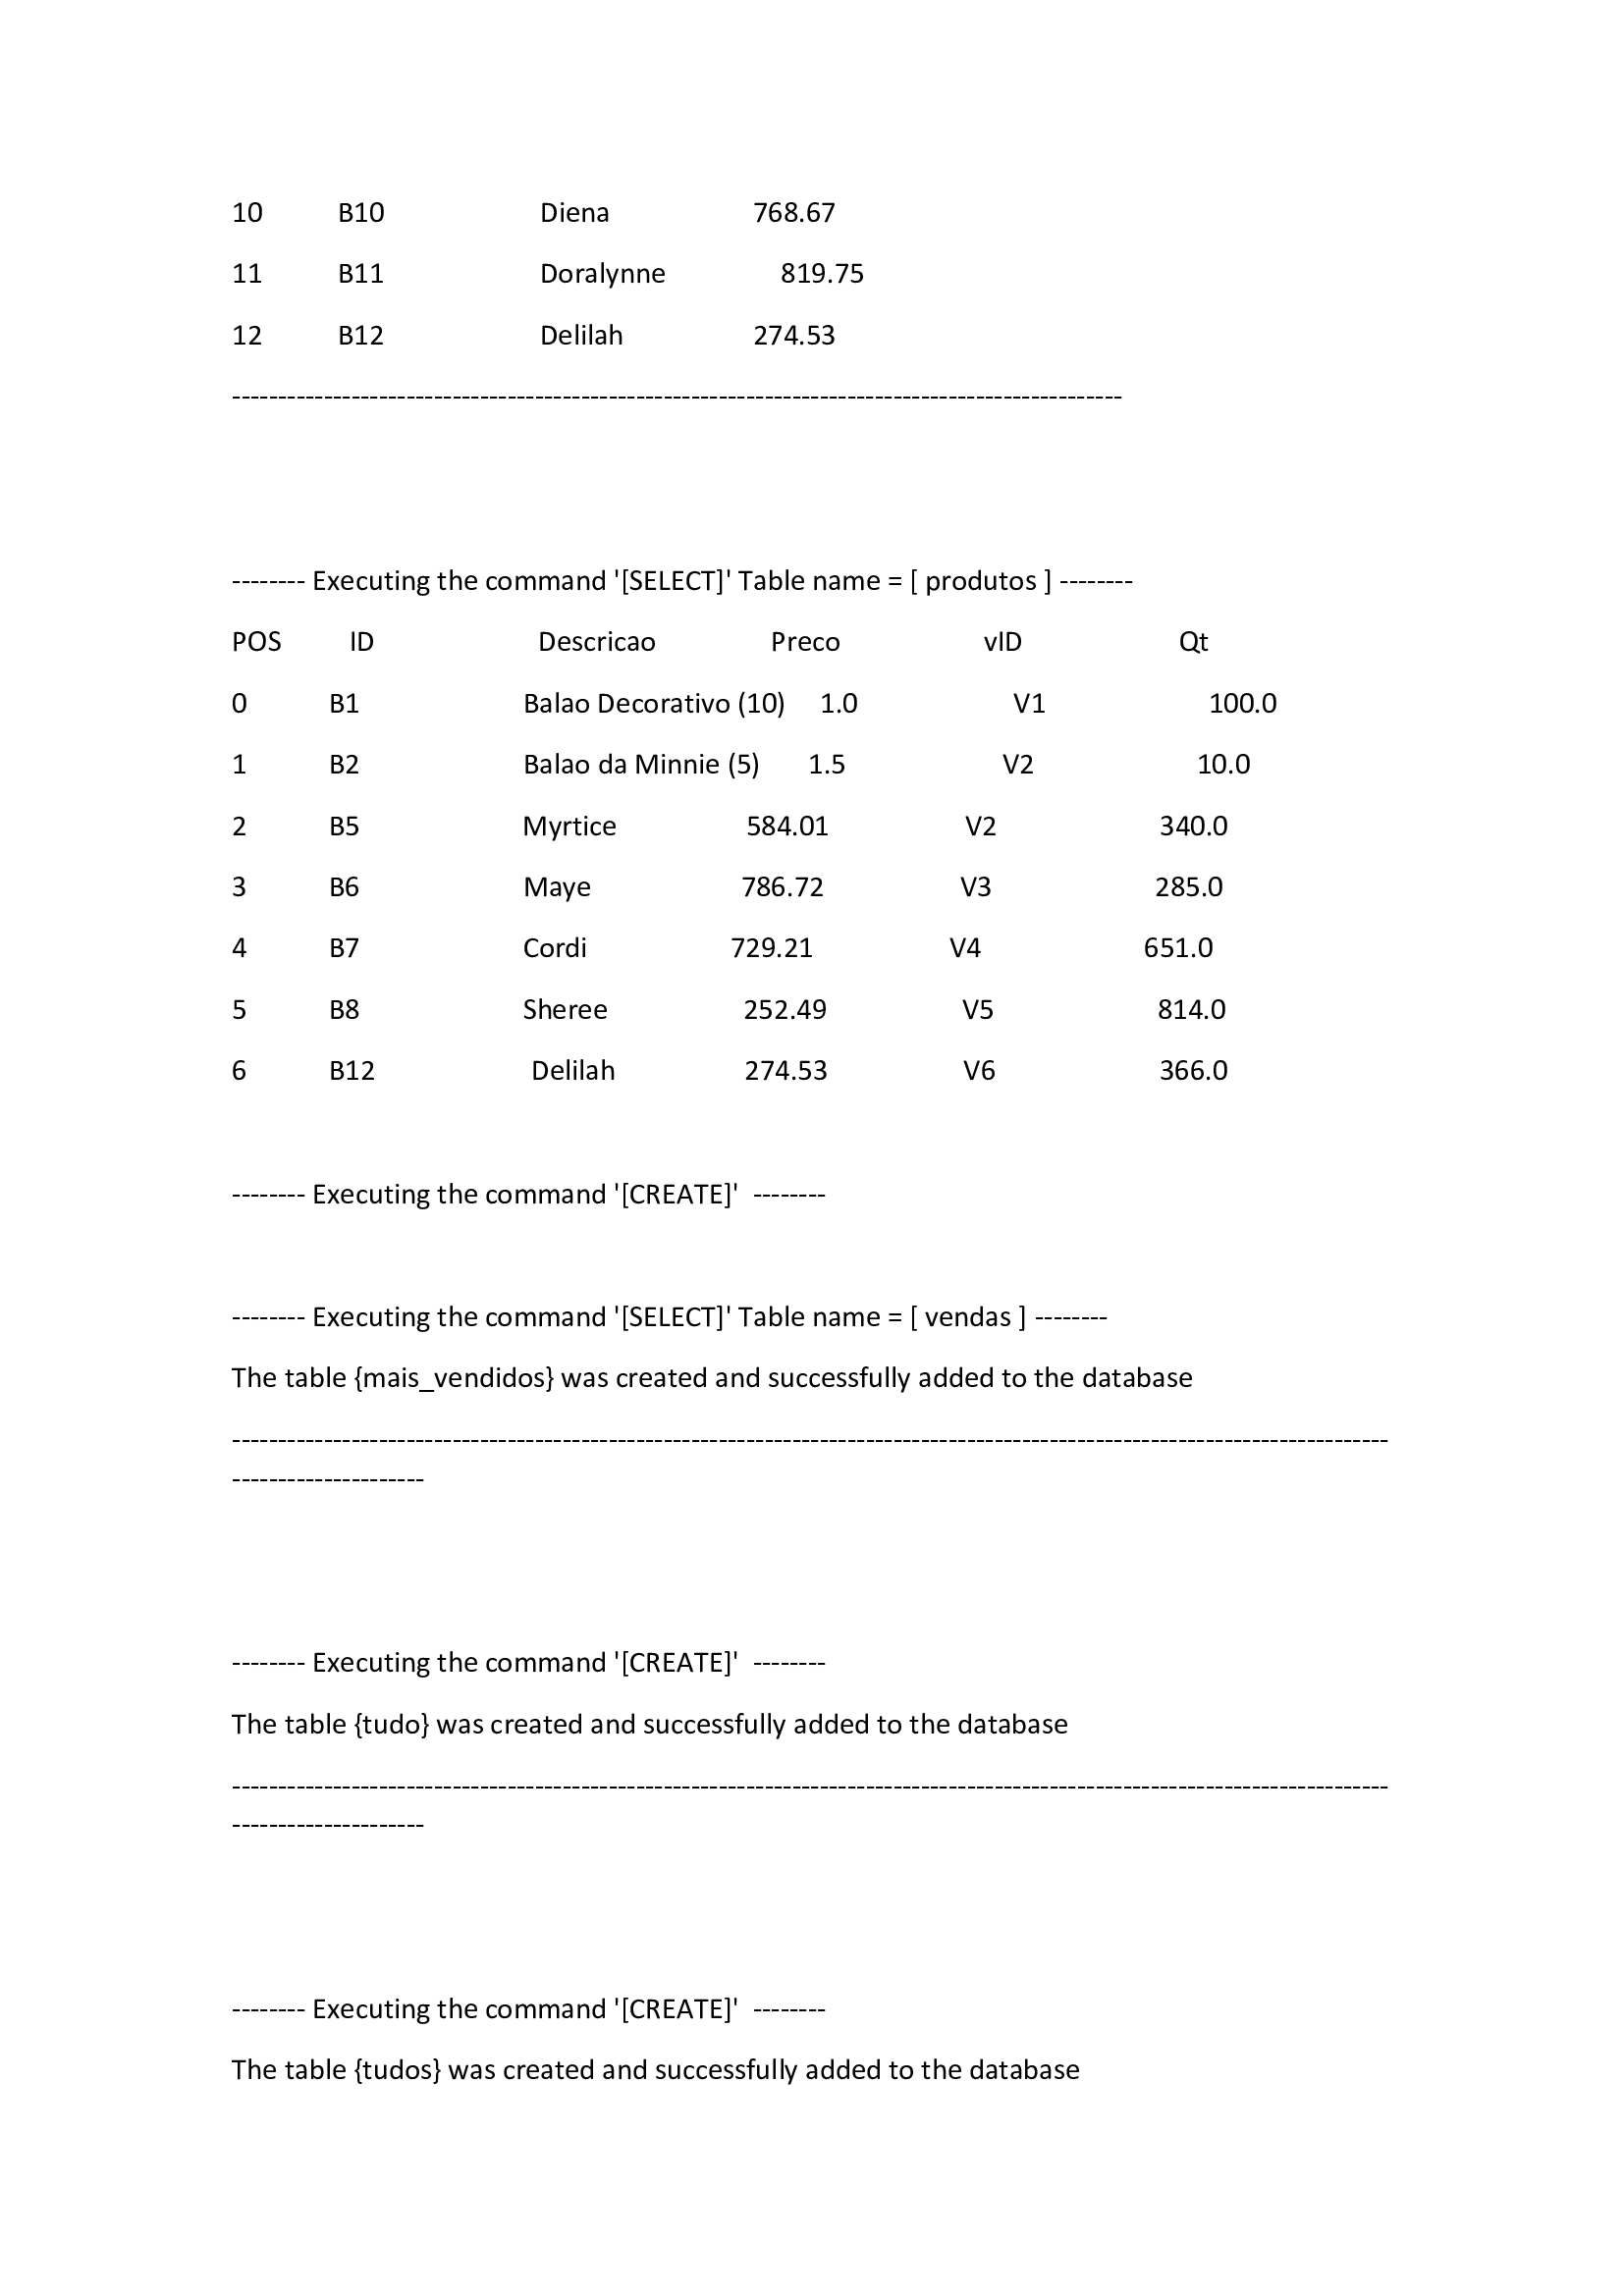 10 B10 Diena 768.67
11 B11 Doralynne 819.75
12 B12 Delilah 274.53
-------------------------------------------------------------------------------------------------
-------- Executing the command '[SELECT]' Table name = [ produtos ] --------
POS ID Descricao Preco vID Qt
0 B1 Balao Decorativo (10) 1.0 V1 100.0
1 B2 Balao da Minnie (5) 1.5 V2 10.0
2 B5 Myrtice 584.01 V2 340.0
3 B6 Maye 786.72 V3 285.0
4 B7 Cordi 729.21 V4 651.0
5 B8 Sheree 252.49 V5 814.0
6 B12 Delilah 274.53 V6 366.0
-------- Executing the command '[CREATE]' --------
-------- Executing the command '[SELECT]' Table name = [ vendas ] --------
The table {mais_vendidos} was created and successfully added to the database
------------------------------------------------------------------------------------------------------------------------------
---------------------
-------- Executing the command '[CREATE]' --------
The table {tudo} was created and successfully added to the database
------------------------------------------------------------------------------------------------------------------------------
---------------------
-------- Executing the command '[CREATE]' --------
The table {tudos} was created and successfully added to the database